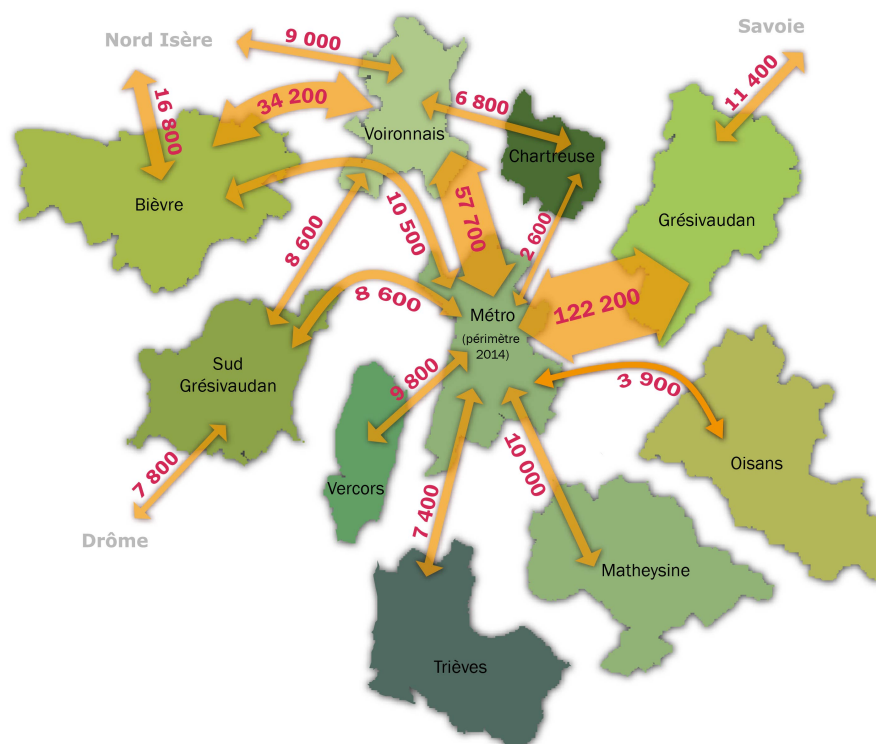 Nord Isère
Savoie
9 000
11 400
34 200
16 800
6 800
Voironnais
Chartreuse
Bièvre
57 700
10 500
Grésivaudan
8 600
2 600
8 600
122 200
Métro
(périmètre
2014)
Sud
Grésivaudan
9 800
3 900
7 800
10 000
Oisans
Vercors
7 400
Drôme
Matheysine
Trièves